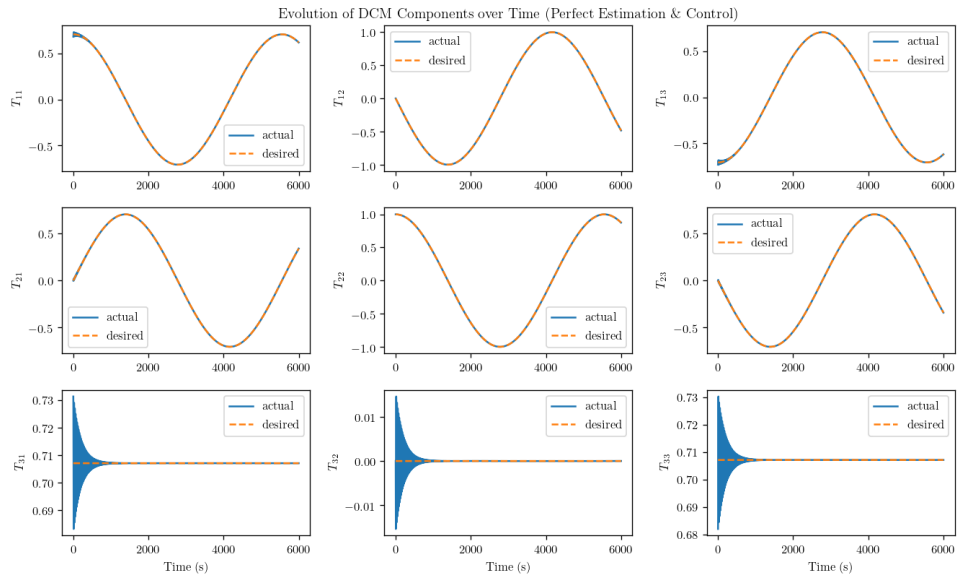 Evolution of DCM Components over Time (Perfect Estimation & Control)
T11
0.5
0.0
−0.5
0
2000
4000
6000
actual
desired
T12
1.0
0.5
0.0
−0.5
−1.0
0
2000
4000
6000
actual
desired
T13
0.5
0.0
−0.5
0
2000
4000
6000
actual
desired
T21
0.5
0.0
−0.5
0
2000
4000
6000
actual
desired
T22
1.0
0.5
0.0
−0.5
−1.0
0
2000
4000
6000
actual
desired
T23
0.5
0.0
−0.5
0
2000
4000
6000
actual
desired
T31
0.73
0.72
0.71
0.70
0.69
0
2000
4000
6000
Time (s)
actual
desired
T32
0.01
0.00
−0.01
0
2000
4000
6000
Time (s)
actual
desired
T33
0.73
0.72
0.71
0.70
0.69
0.68
0
2000
4000
6000
Time (s)
actual
desired